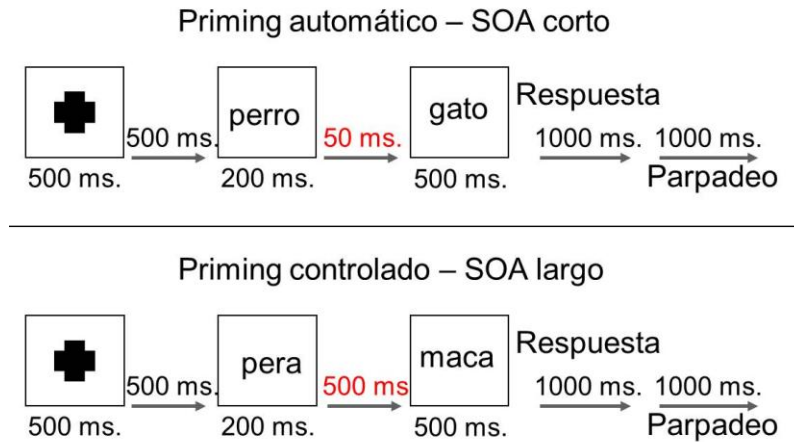 Priming automático – SOA corto
perro
gato
Respuesta
500 ms.
50 ms.
1000 ms.
1000 ms.
500 ms.
200 ms.
500 ms.
Parpadeo
Priming controlado – SOA largo
pera
maca
Respuesta
500 ms.
500 ms
1000 ms.
1000 ms.
500 ms.
200 ms.
500 ms.
Parpadeo